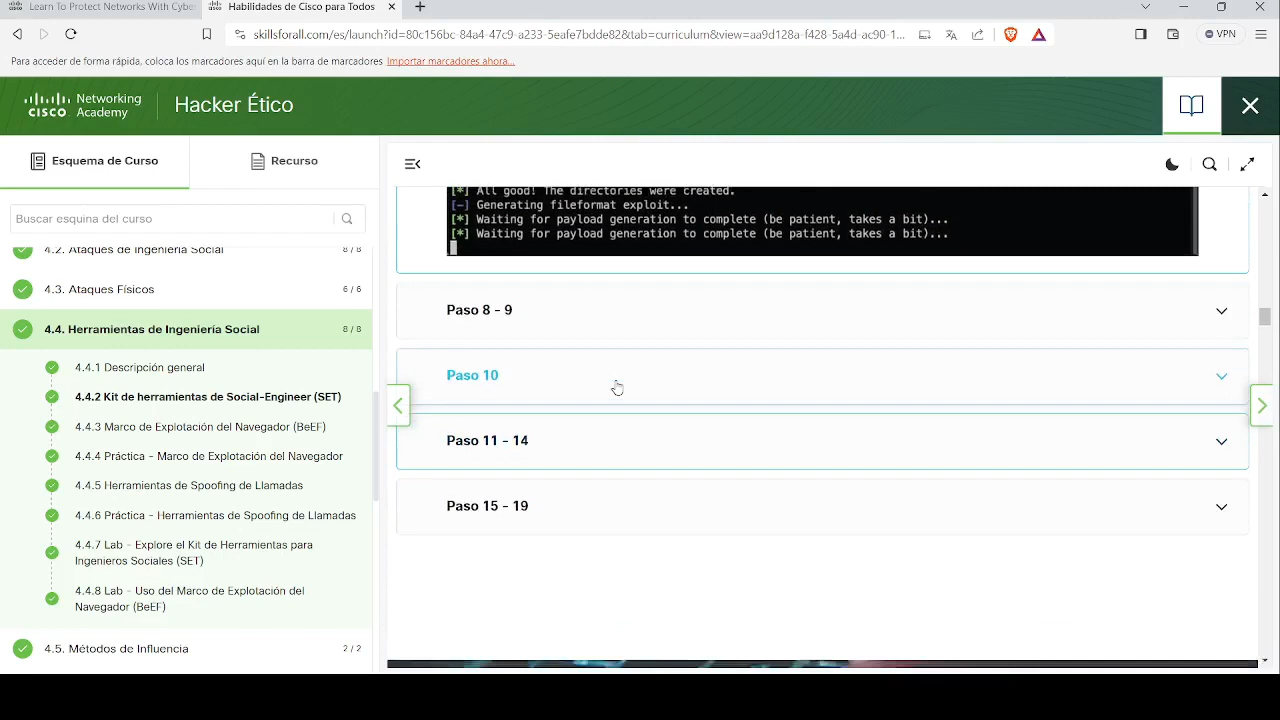 Learn To Protect Networks With Cyber
Habilidades de Cisco para Todos
skillsforall.com/es/launch?id=80c156bc-84a4-47c9-a233-5eafe7bdde82&tab=curriculum&view=aa9d128a-f428-5a4d-ac90-1...
VPN
Para acceder de forma rápida, coloca los marcadores aquí en la barra de marcadores Importar marcadores ahora...
Networking
CISCO Academy
Hacker Ético
Esquema de Curso
Recurso
Buscar esquina del curso
4.2. Ataques de Ingeniería Social 8 / 8
4.3. Ataques Físicos 6 / 6
4.4. Herramientas de Ingeniería Social 8 / 8
4.4.1 Descripción general
4.4.2 Kit de herramientas de Social-Engineer (SET)
4.4.3 Marco de Explotación del Navegador (BeEF)
4.4.4 Práctica - Marco de Explotación del Navegador
4.4.5 Herramientas de Spoofing de Llamadas
4.4.6 Práctica - Herramientas de Spoofing de Llamadas
4.4.7 Lab - Explore el Kit de Herramientas para
Ingenieros Sociales (SET)
4.4.8 Lab - Uso del Marco de Explotación del
Navegador (BeEF)
4.5. Métodos de Influencia 2 / 2
[*] All good! The directories were created.
[-] Generating fileformat exploit...
[*] Waiting for payload generation to complete (be patient, takes a bit)...
[*] Waiting for payload generation to complete (be patient, takes a bit)...
Paso 8 - 9
Paso 10
Paso 11 - 14
Paso 15 - 19